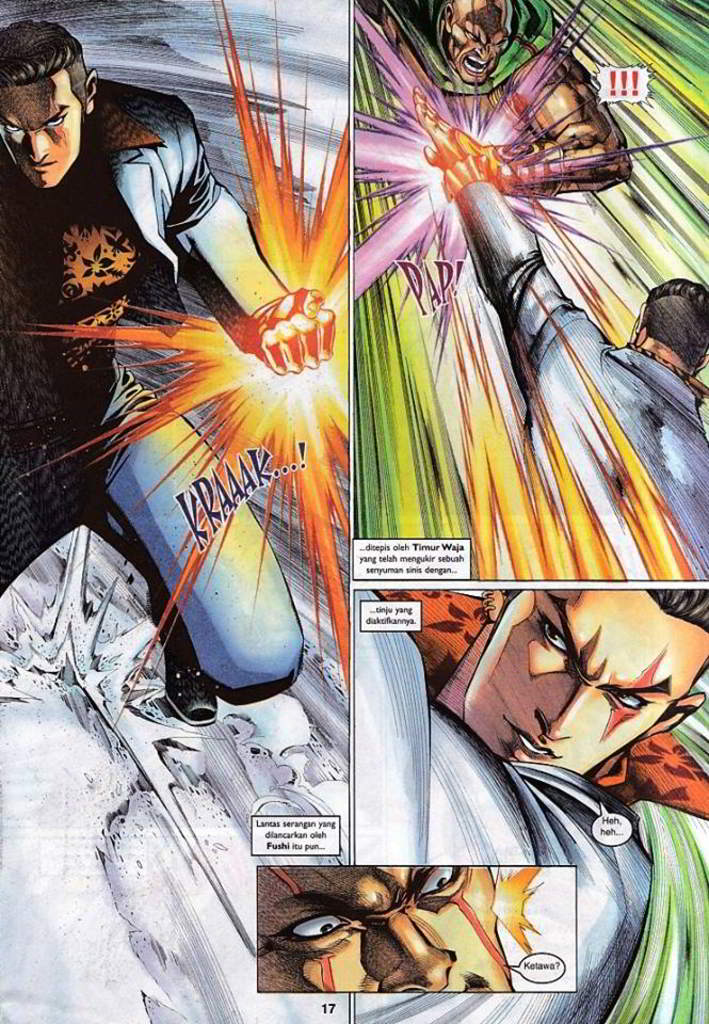 KRAAAK...!
Lantas serangan yang
dilancarkan oleh
Fushi itu pun...
!!!
PAP!
...ditepis oleh Timur Waja
yang telah mengukir sebuah
senyuman sinis dengan...
...tinju yang
diaktifkannya.
Heh,
heh...
Ketawa?
17